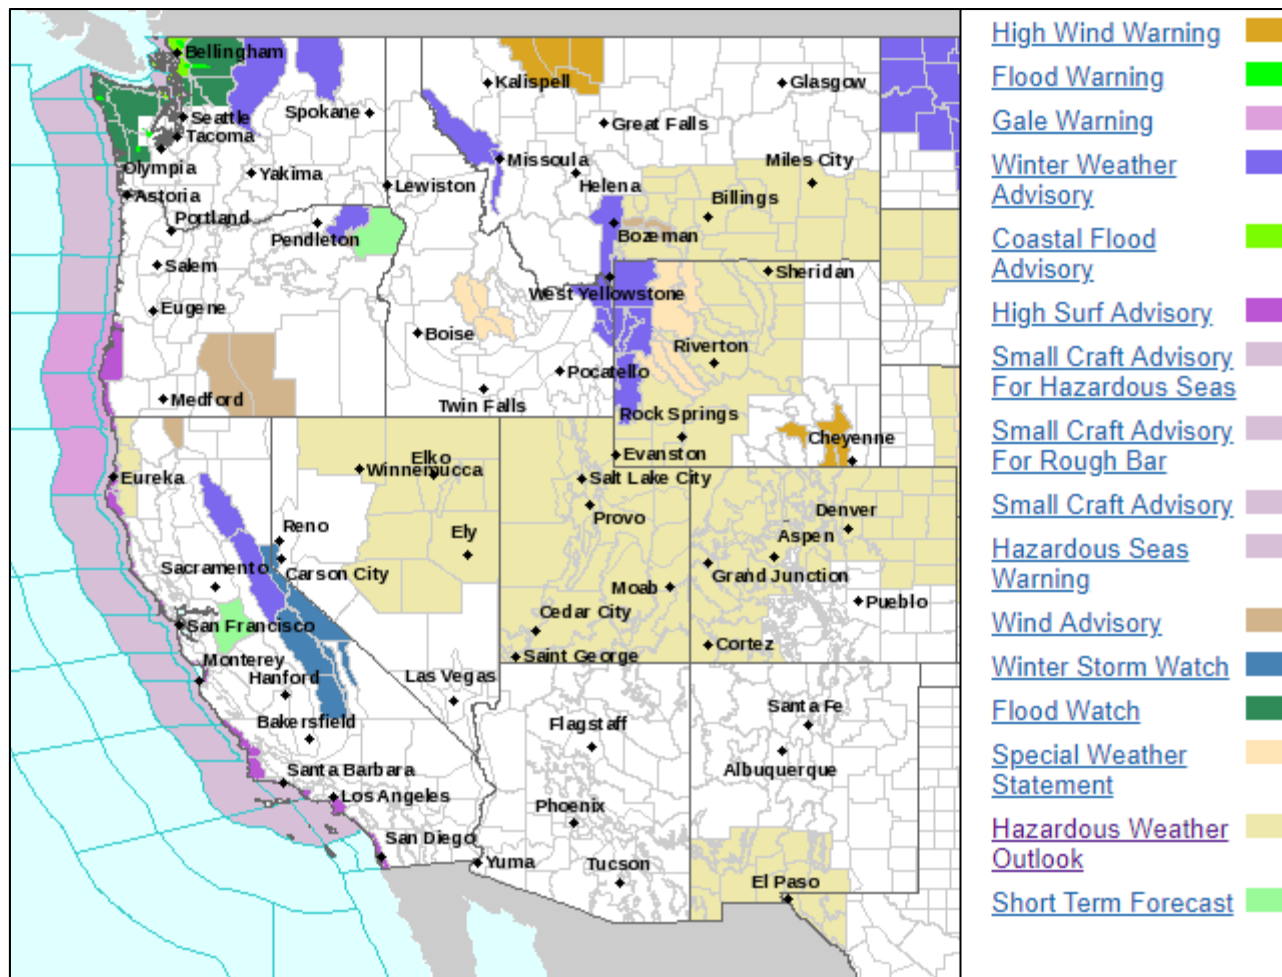 Bellingham
Kalispell
Glasgow
Spokane
Seattle
Great Falls
Tacoma
Olympia
Yakima
Missoula
Miles City
Helena
Lewiston
Astoria
Billings
Portland
Pendleton
Bozeman
Salem
Sheridan
West Yellowstone
Eugene
Boise
Riverton
Pocatello
Medford
Twin Falls
Rock Springs
Cheyenne
Elko
Winnemucca
Evanston
Eureka
Salt Lake City
Provo
Denver
Reno
Ely
Aspen
Sacramento
Carson City
Grand Junction
Moab
Pueblo
Cedar City
San Francisco
Cortez
Saint George
Monterey
Hanford
Las Vegas
Santa Fe
Bakersfield
Flagstaff
Albuquerque
Santa Barbara
Los Angeles
Phoenix
San Diego
Yuma
Tucson
El Paso
High Wind Warning
Flood Warning
Gale Warning
Winter Weather
Advisory
Coastal Flood
Advisory
High Surf Advisory
Small Craft Advisory
For Hazardous Seas
Small Craft Advisory
For Rough Bar
Small Craft Advisory
Hazardous Seas
Warning
Wind Advisory
Winter Storm Watch
Flood Watch
Special Weather
Statement
Hazardous Weather
Outlook
Short Term Forecast